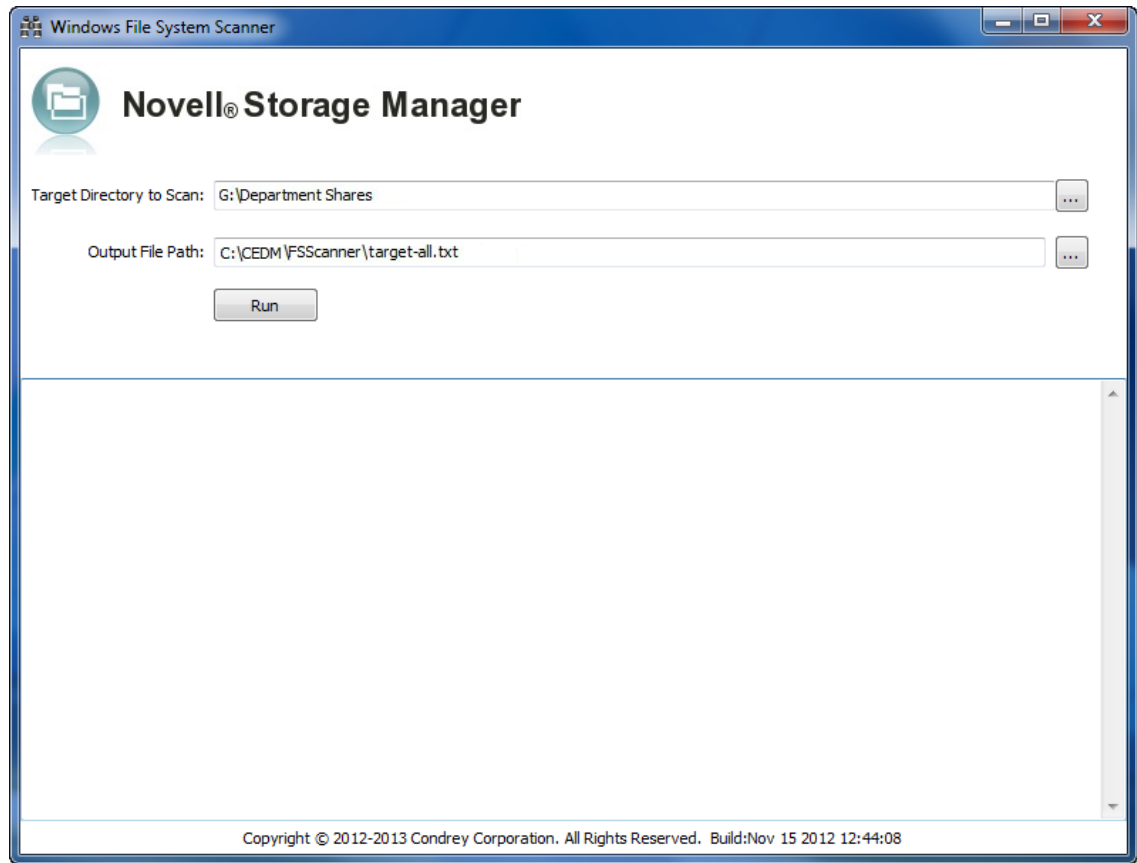 Windows File System Scanner
Novell® Storage Manager
Target Directory to Scan: G:\Department Shares ...
Output File Path: C:\CEDM\FSScanner\target-all.txt ...
Run
Copyright © 2012-2013 Condrey Corporation. All Rights Reserved. Build:Nov 15 2012 12:44:08